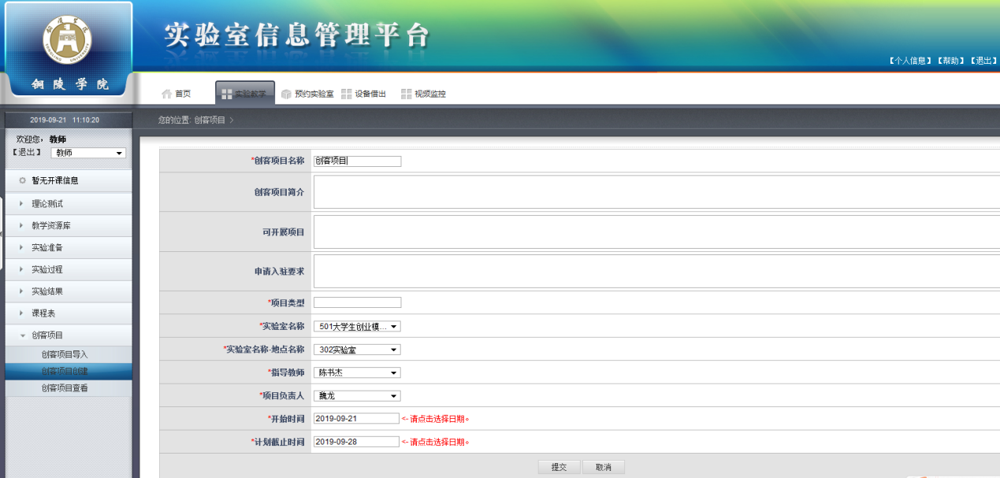 实验室信息管理平台
TONGLING UNIVERSITY
铜陵学院
【个人信息】【帮助】【退出】
首页 实验教学 预约实验室 设备借出 视频监控
2019-09-21 11:10:20
您的位置: 创客项目 >
欢迎您，教师
【退出】 教师
暂无开课信息
理论测试
教学资源库
实验准备
实验过程
实验结果
课程表
创客项目
创客项目导入
创客项目创建
创客项目查看
*创客项目名称 创客项目
创客项目简介
可开展项目
申请入驻要求
*项目类型
*实验室名称 501大学生创业模...
*实验室名称-地点名称 302实验室
*指导教师 陈书杰
*项目负责人 魏龙
*开始时间 2019-09-21 <- 请点击选择日期。
*计划截止时间 2019-09-28 <- 请点击选择日期。
提交 取消